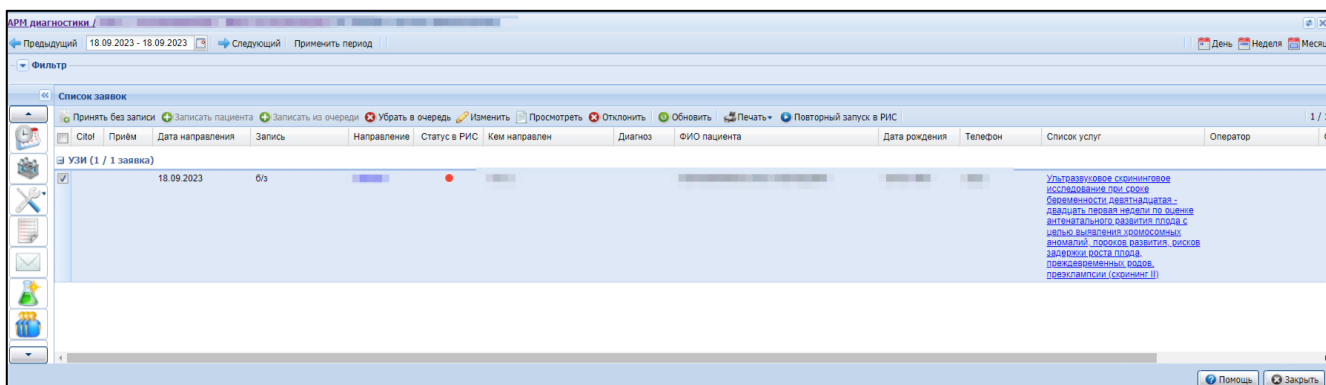 АРМ диагностики /
Предыдущий 18.09.2023 - 18.09.2023 Следующий Применить период День Неделя Месяц
Фильтр
Список заявок
Принять без записи Записать пациента Записать из очереди Убрать в очередь Изменить Просмотреть Отклонить Обновить Печать Повторный запуск в РИС 1 /
Cito! Приём Дата направления Запись Направление Статус в РИС Кем направлен Диагноз ФИО пациента Дата рождения Телефон Список услуг Оператор
УЗИ (1 / 1 заявка)
18.09.2023 б/з
Ультразвуковое скрининговое
исследование при сроке
беременности девятнадцатая -
двадцать первая недели по оценке
антенатального развития плода с
целью выявления хромосомных
аномалий, пороков развития, рисков
задержки роста плода,
преждевременных родов,
преэклампсии (скрининг II)
Помощь Закрыть